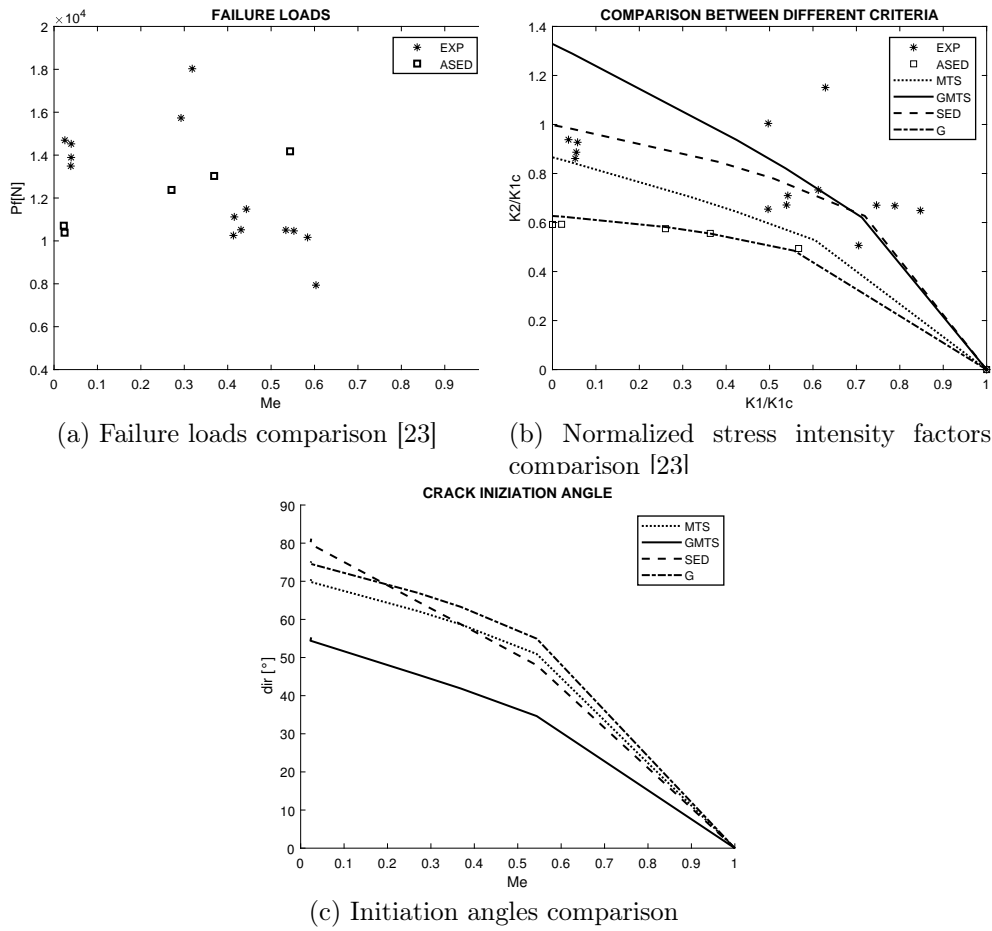 FAILURE LOADS
×10⁴
2
1.8
1.6
1.4
1.2
1
0.8
0.6
0.4
Pf[N]
0 0.1 0.2 0.3 0.4 0.5 0.6 0.7 0.8 0.9
Me
EXP
ASED
(a) Failure loads comparison [23]
COMPARISON BETWEEN DIFFERENT CRITERIA
1.4
1.2
1
0.8
0.6
0.4
0.2
0
K2/K1c
0 0.1 0.2 0.3 0.4 0.5 0.6 0.7 0.8 0.9 1
K1/K1c
EXP
ASED
MTS
GMTS
SED
G
(b) Normalized stress intensity factors
comparison [23]
CRACK INIZIATION ANGLE
90
80
70
60
50
40
30
20
10
0
dir [°]
0 0.1 0.2 0.3 0.4 0.5 0.6 0.7 0.8 0.9 1
Me
MTS
GMTS
SED
G
(c) Initiation angles comparison